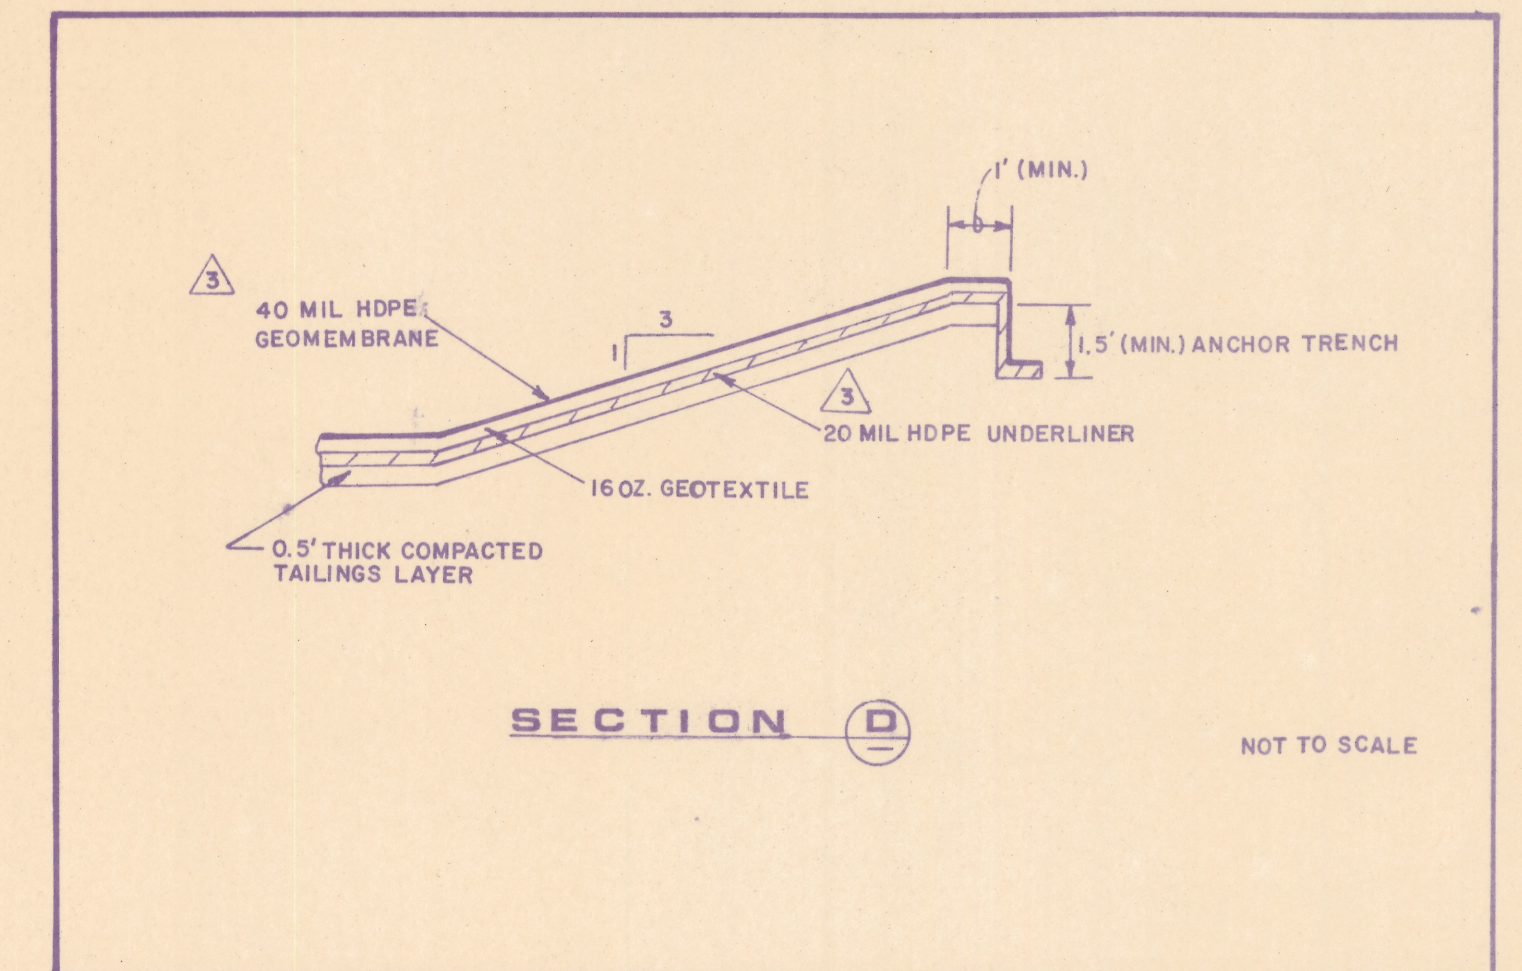 1' (MIN.)
3
40 MIL HDPE
GEOMEMBRANE
3
1
1.5' (MIN.) ANCHOR TRENCH
3
20 MIL HDPE UNDERLINER
16 OZ. GEOTEXTILE
0.5' THICK COMPACTED
TAILINGS LAYER
SECTION D
—
NOT TO SCALE